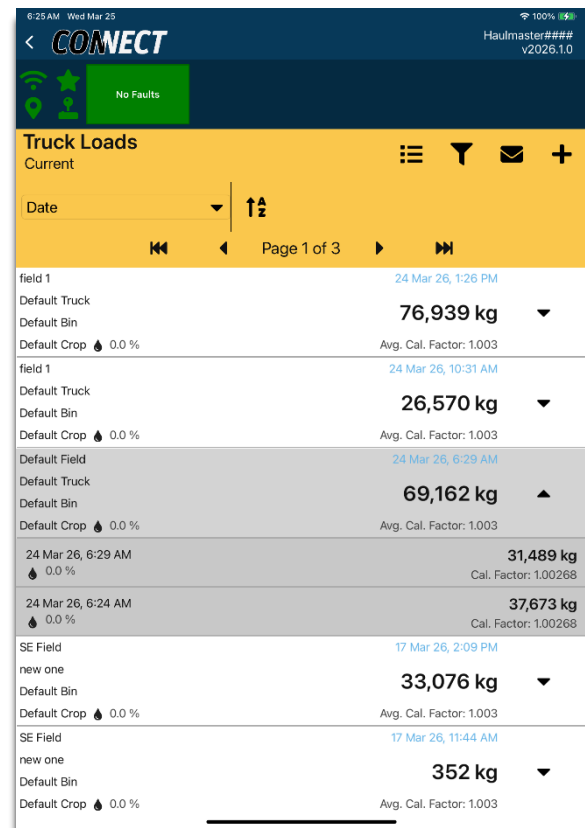 6:25 AM Wed Mar 25
100%
CONNECT
Haulmaster####
v2026.1.0
No Faults
Truck Loads
Current
Date
AZ
Page 1 of 3
field 1
24 Mar 26, 1:26 PM
Default Truck
76,939 kg
Default Bin
Default Crop 0.0 %
Avg. Cal. Factor: 1.003
field 1
24 Mar 26, 10:31 AM
Default Truck
26,570 kg
Default Bin
Default Crop 0.0 %
Avg. Cal. Factor: 1.003
Default Field
24 Mar 26, 6:29 AM
Default Truck
69,162 kg
Default Bin
Default Crop 0.0 %
Avg. Cal. Factor: 1.003
24 Mar 26, 6:29 AM
31,489 kg
0.0 %
Cal. Factor: 1.00268
24 Mar 26, 6:24 AM
37,673 kg
0.0 %
Cal. Factor: 1.00268
SE Field
17 Mar 26, 2:09 PM
new one
33,076 kg
Default Bin
Default Crop 0.0 %
Avg. Cal. Factor: 1.003
SE Field
17 Mar 26, 11:44 AM
new one
352 kg
Default Bin
Default Crop 0.0 %
Avg. Cal. Factor: 1.003